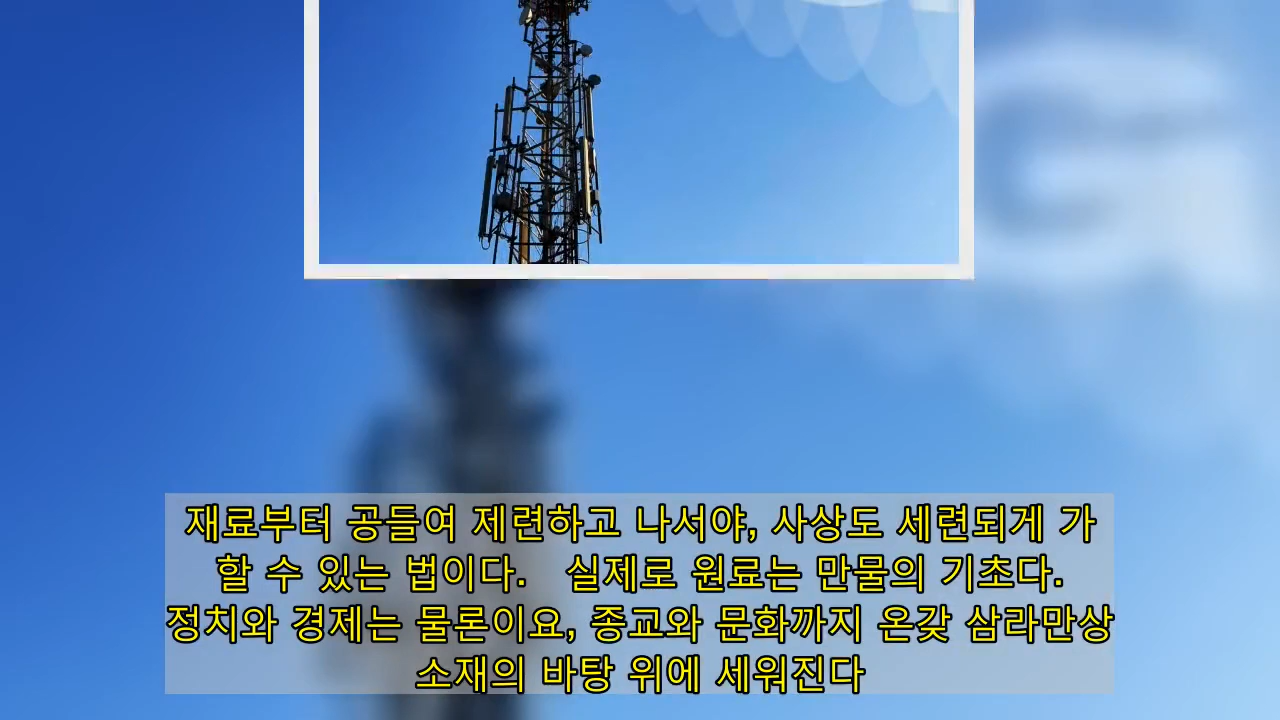 재료부터 공들여 제련하고 나서야, 사상도 세련되게 가
할 수 있는 법이다. 실제로 원료는 만물의 기초다.
정치와 경제는 물론이요, 종교와 문화까지 온갖 삼라만상
소재의 바탕 위에 세워진다